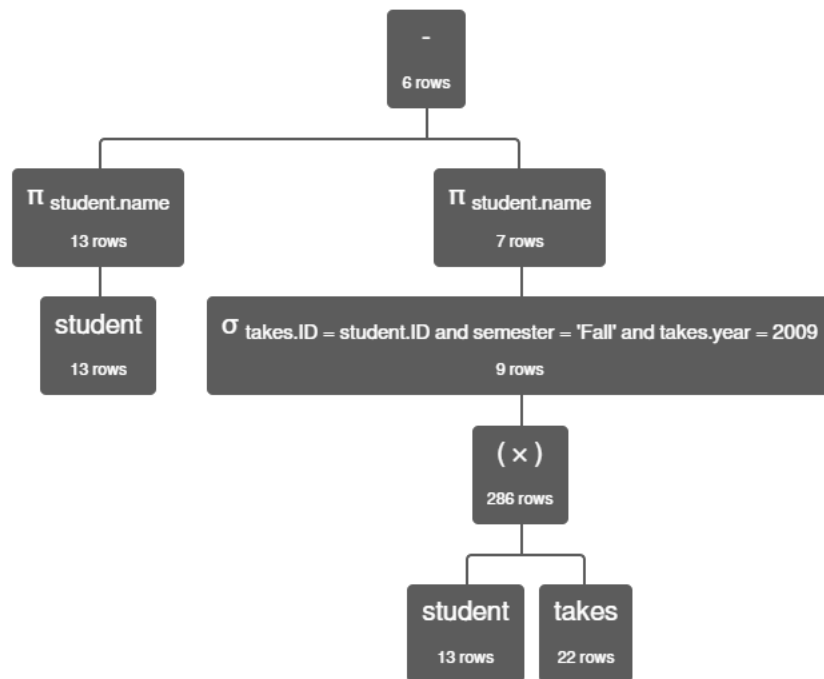 -
6 rows
π student.name
13 rows
π student.name
7 rows
student
13 rows
σ takes.ID = student.ID and semester = 'Fall' and takes.year = 2009
9 rows
(×)
286 rows
student
13 rows
takes
22 rows